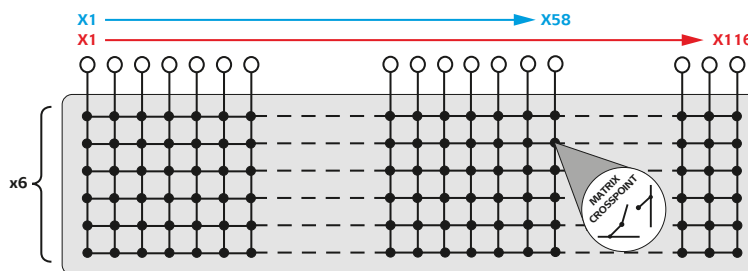 X1 X58
X1 X116
x6
MATRIX
CROSSPOINT